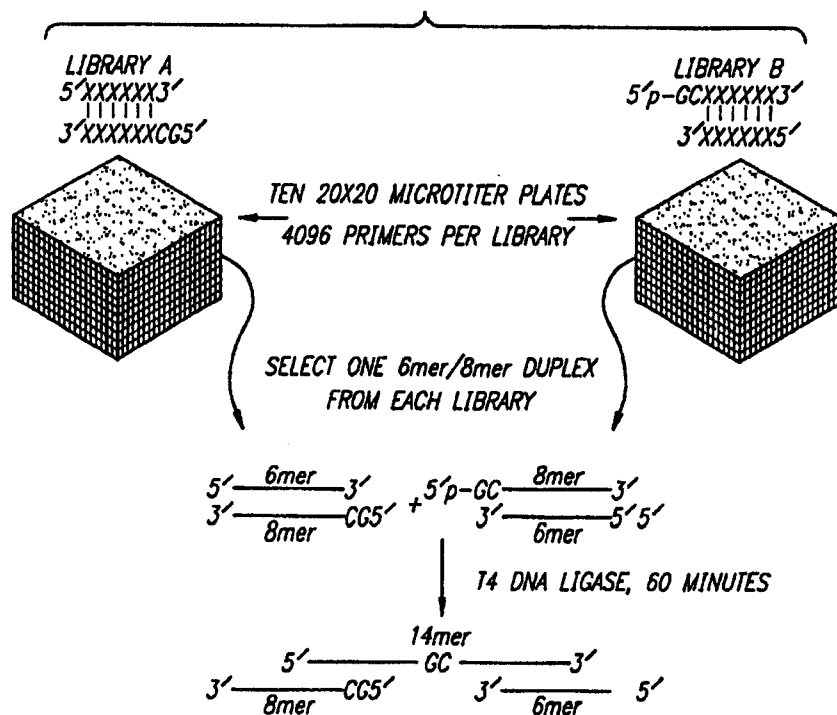 LIBRARY A
5′XXXXXX3′
3′XXXXXXCG5′
LIBRARY B
5′p-GCXXXXXX3′
3′XXXXXX5′
TEN 20X20 MICROTITER PLATES
4096 PRIMERS PER LIBRARY
SELECT ONE 6mer/8mer DUPLEX
FROM EACH LIBRARY
5′ 6mer 3′ + 5′p-GC 8mer 3′
3′ 8mer CG5′ 3′ 6mer 5′ 5′
T4 DNA LIGASE, 60 MINUTES
14mer
5′ GC 3′
3′ 8mer CG5′ 3′ 6mer 5′